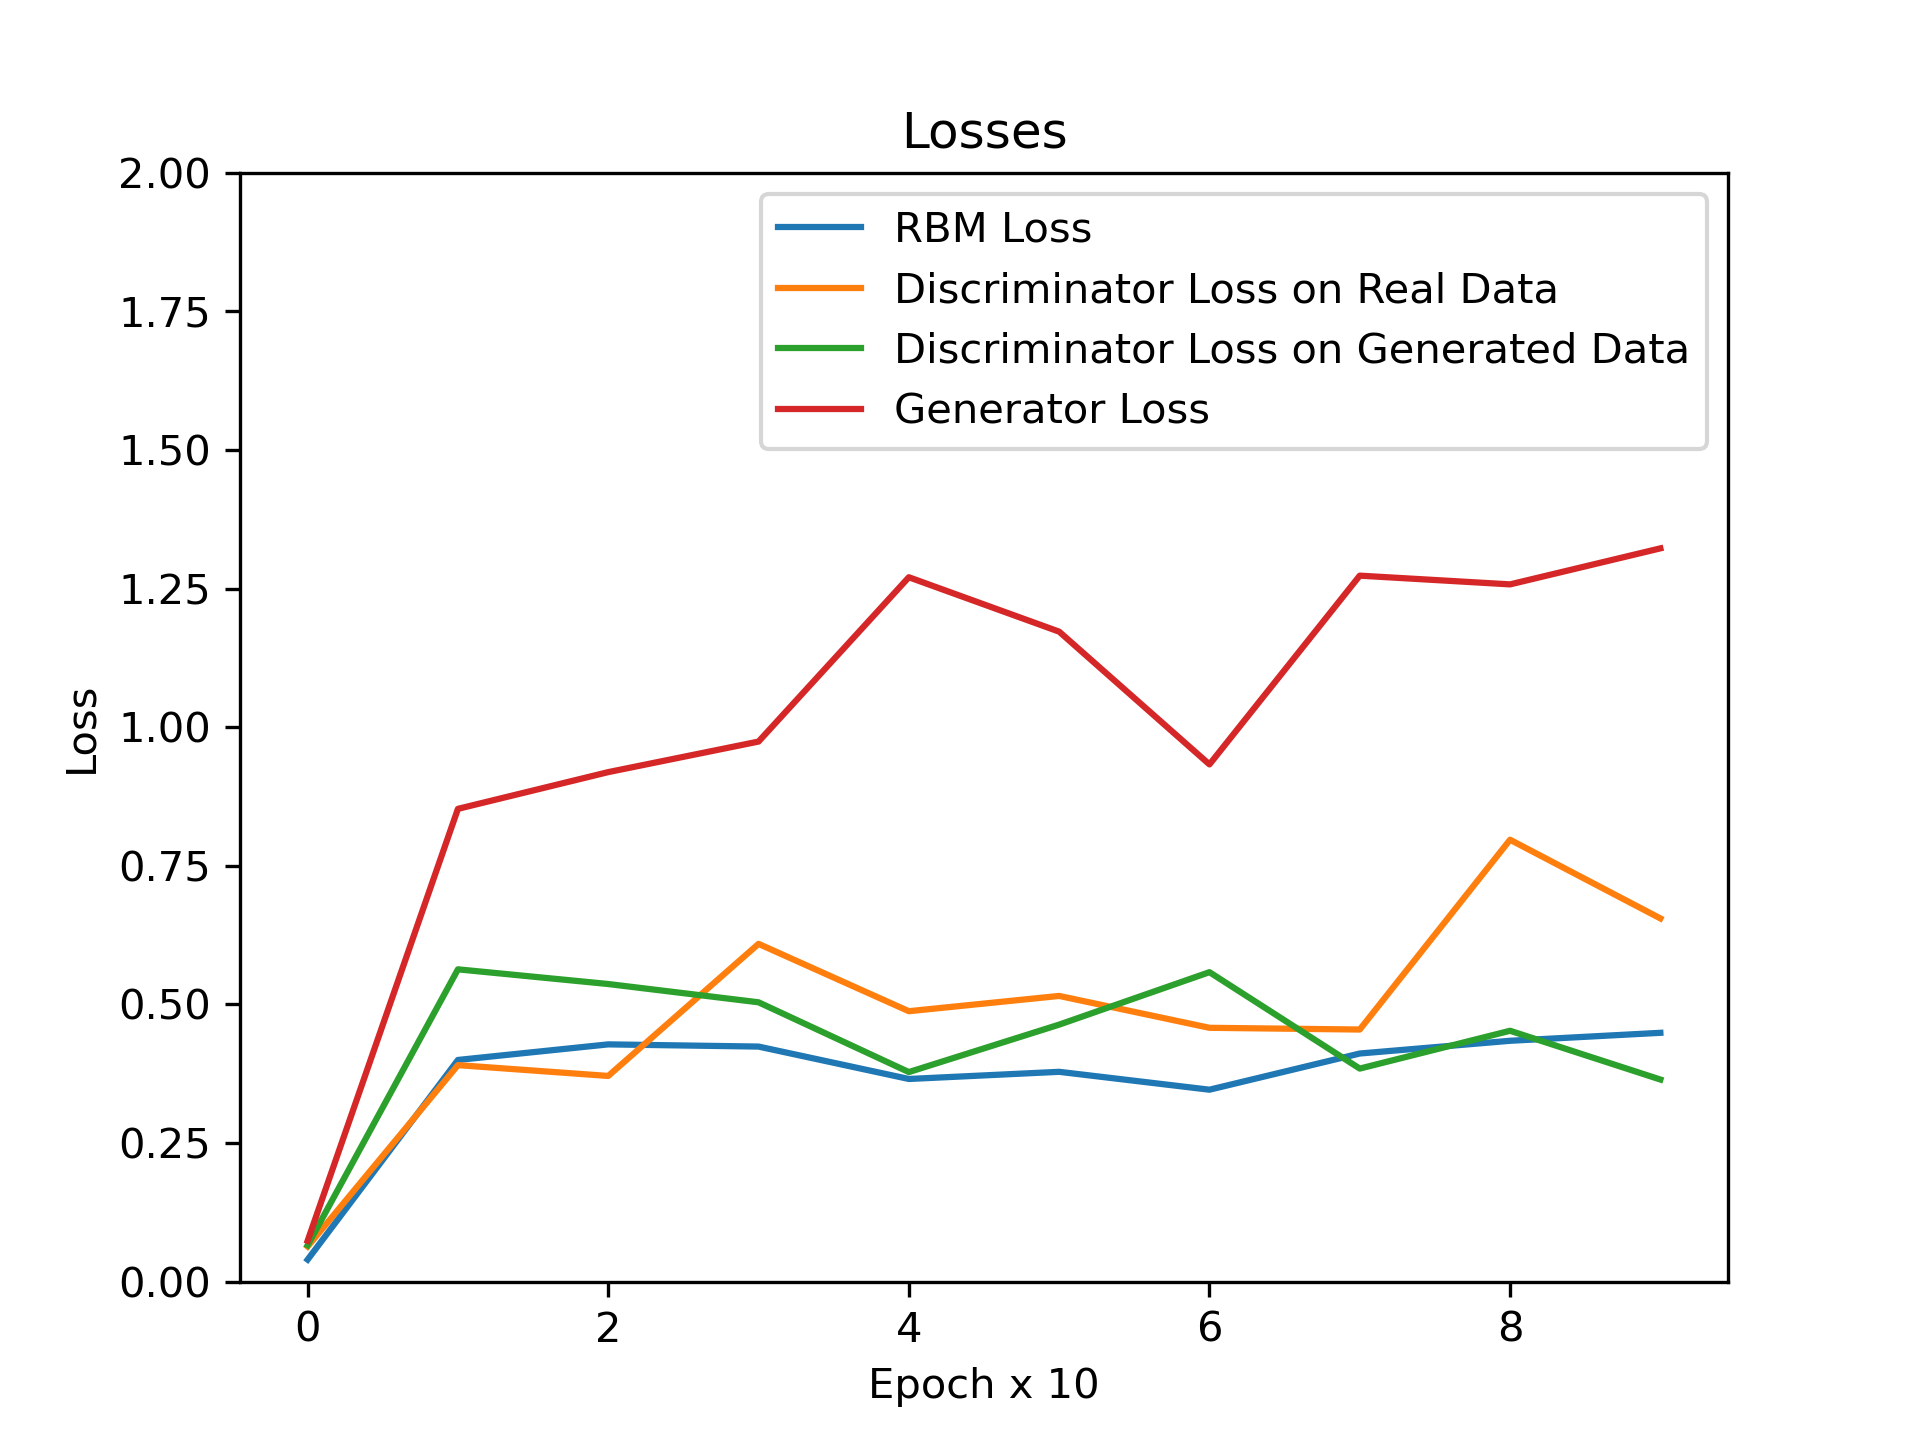 Losses
2.00
1.75
1.50
1.25
1.00
0.75
0.50
0.25
0.00
Loss
RBM Loss
Discriminator Loss on Real Data
Discriminator Loss on Generated Data
Generator Loss
0 2 4 6 8
Epoch x 10